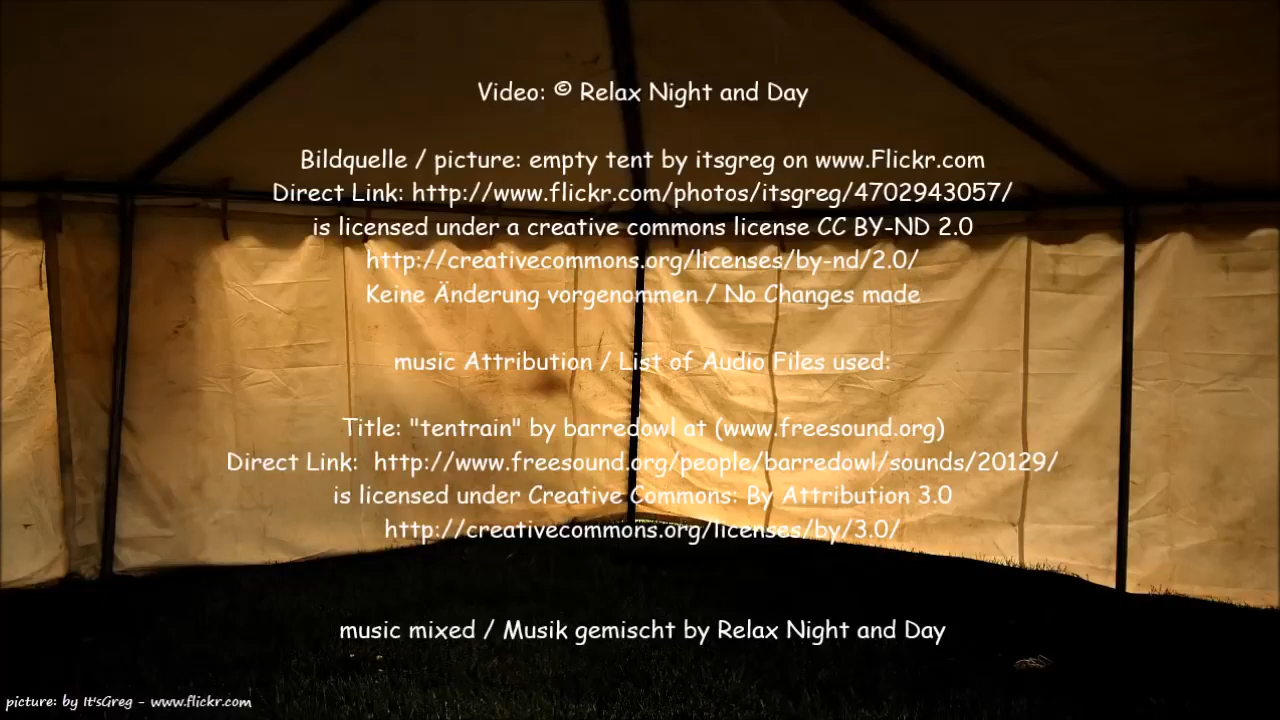 Video: © Relax Night and Day
Bildquelle / picture: empty tent by itsgreg on www.Flickr.com
Direct Link: http://www.flickr.com/photos/itsgreg/4702943057/
is licensed under a creative commons license CC BY-ND 2.0
http://creativecommons.org/licenses/by-nd/2.0/
Keine Änderung vorgenommen / No Changes made
music Attribution / List of Audio Files used:
Title: "tentrain" by barredowl at (www.freesound.org)
Direct Link:  http://www.freesound.org/people/barredowl/sounds/20129/
is licensed under Creative Commons: By Attribution 3.0
http://creativecommons.org/licenses/by/3.0/
music mixed / Musik gemischt by Relax Night and Day
picture: by It'sGreg - www.flickr.com